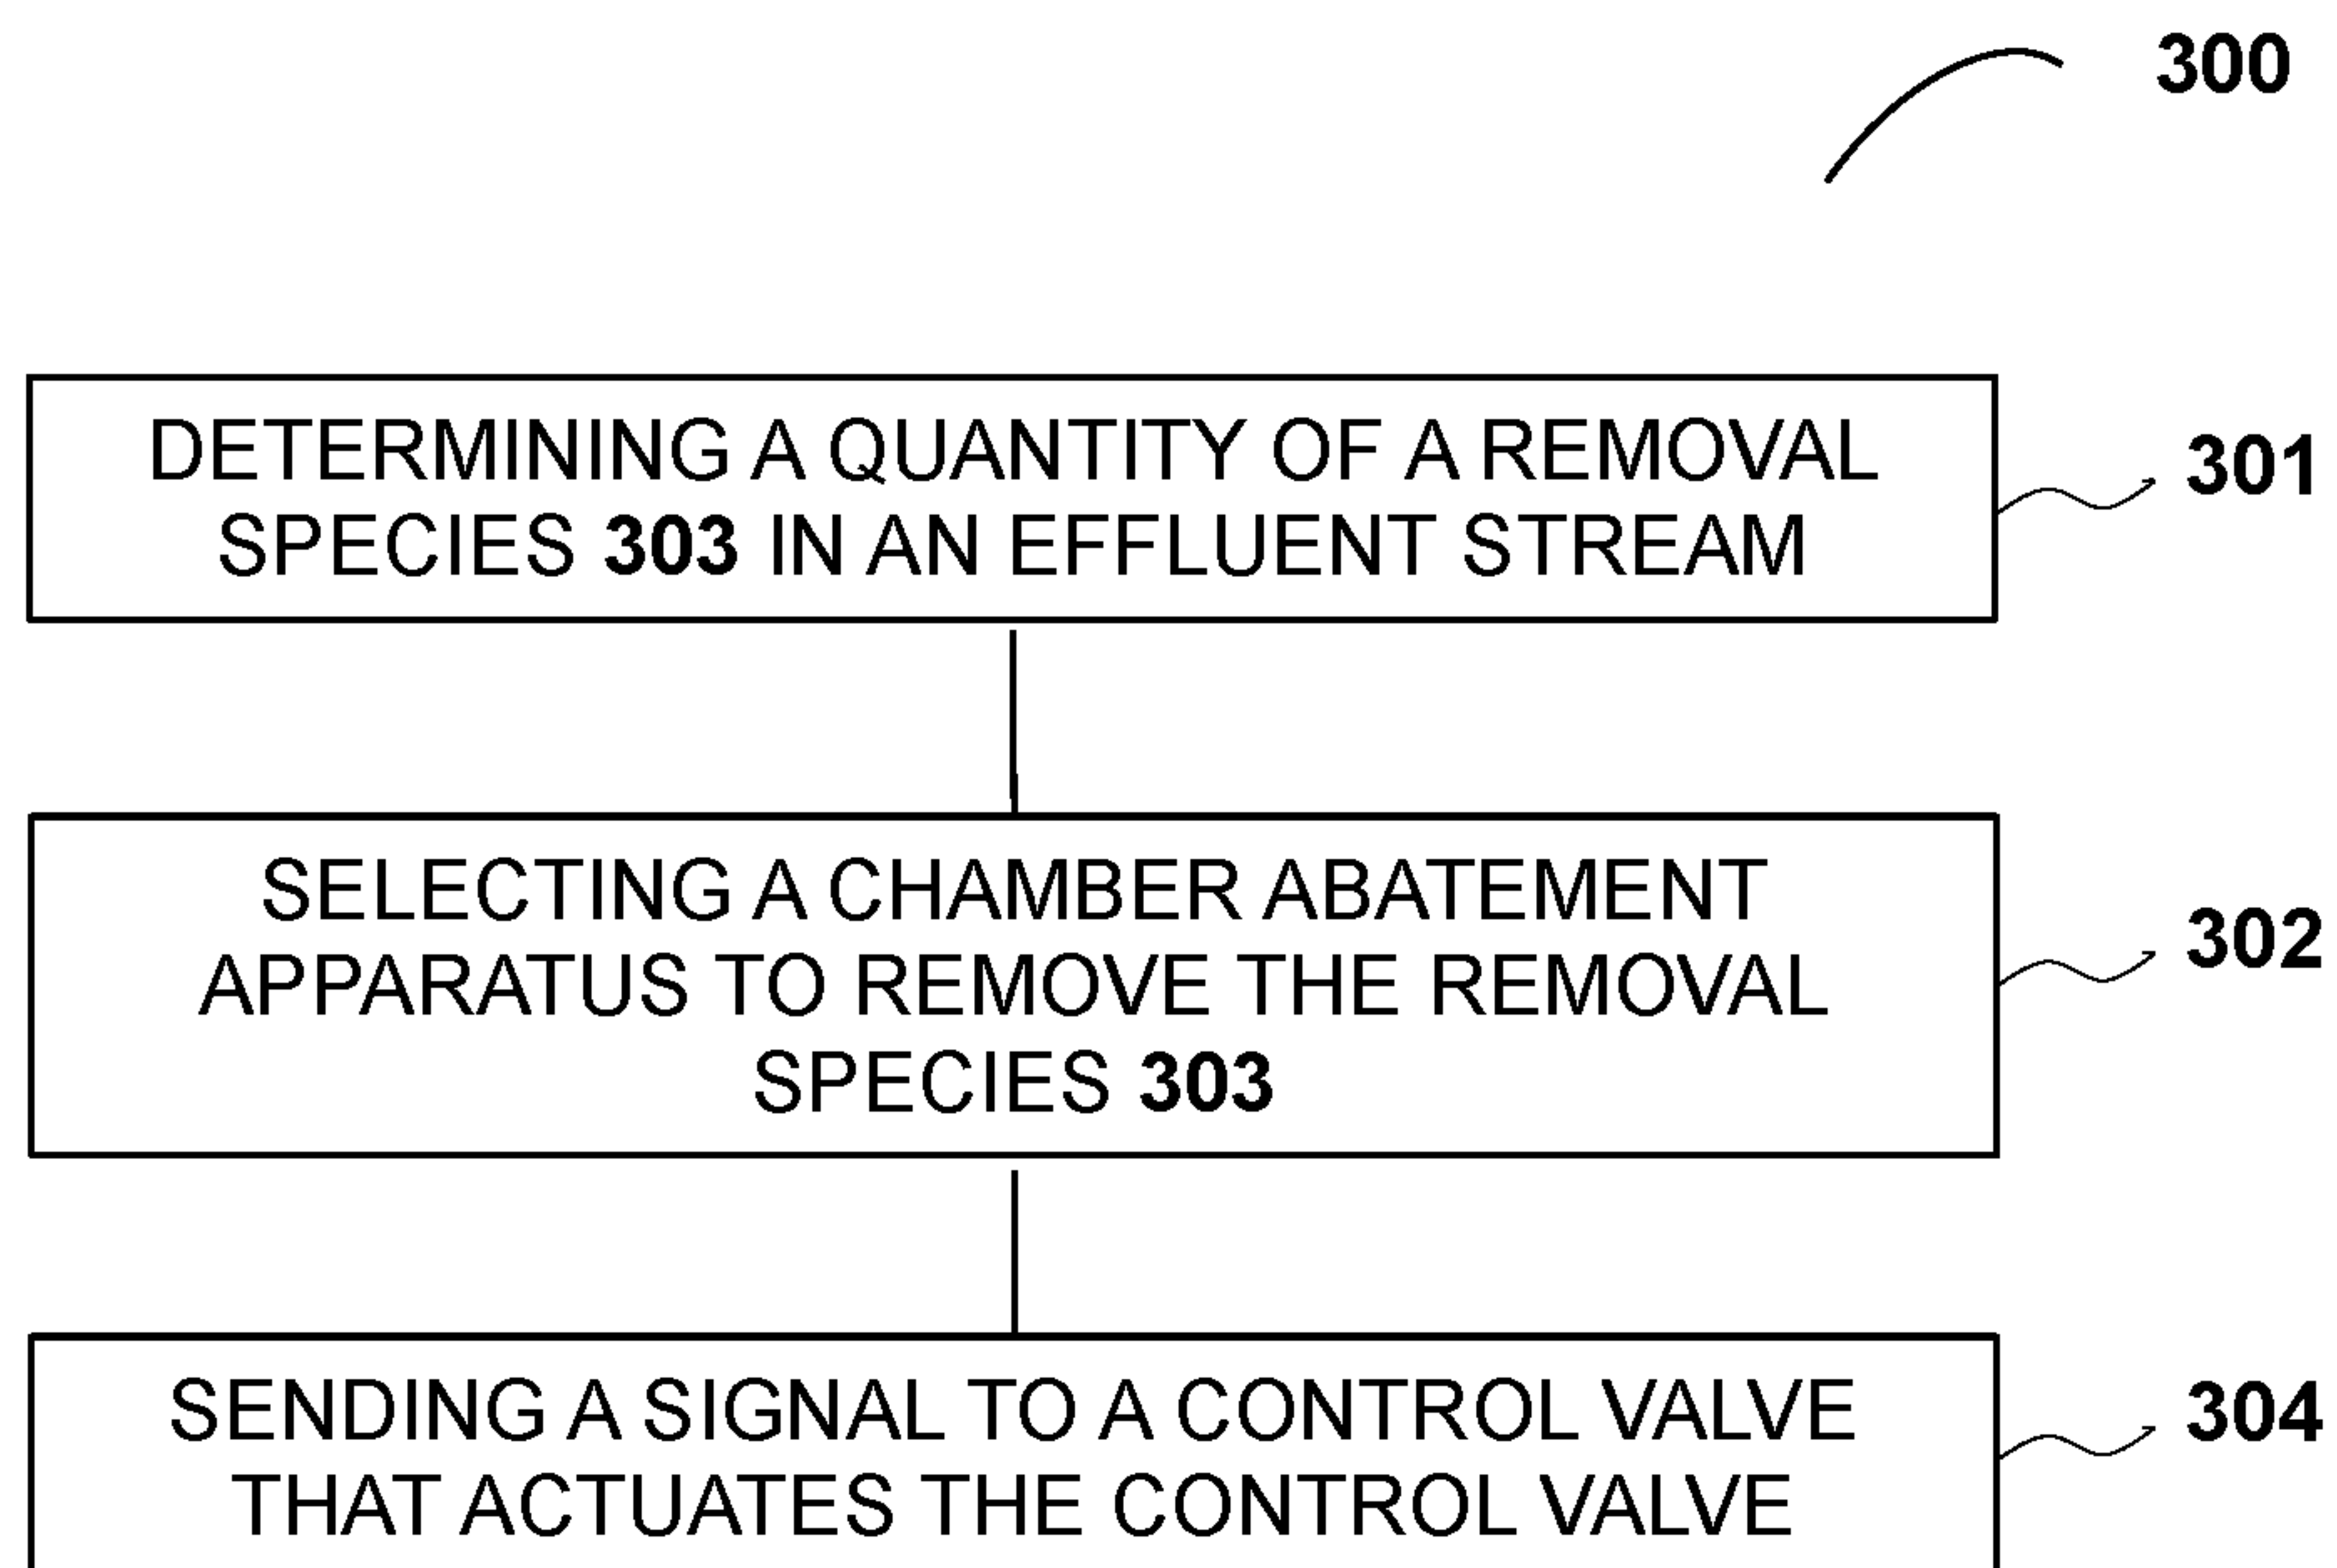 300
DETERMINING A QUANTITY OF A REMOVAL
SPECIES 303 IN AN EFFLUENT STREAM
301
SELECTING A CHAMBER ABATEMENT
APPARATUS TO REMOVE THE REMOVAL
SPECIES 303
302
SENDING A SIGNAL TO A CONTROL VALVE
THAT ACTUATES THE CONTROL VALVE
304